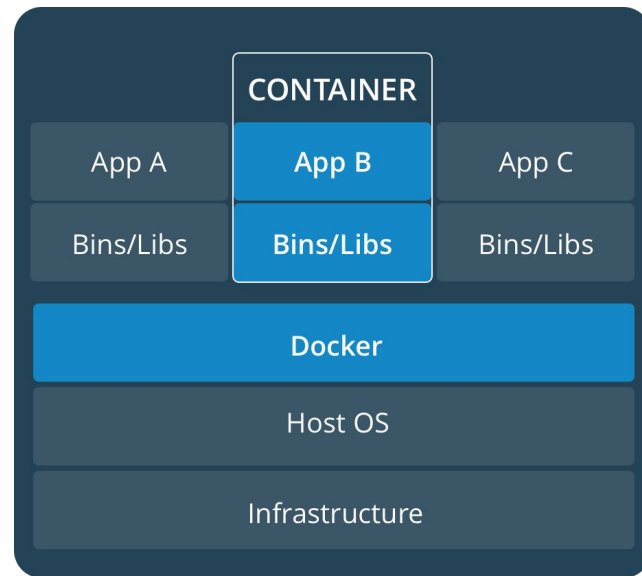 CONTAINER
App A App B App C
Bins/Libs Bins/Libs Bins/Libs
Docker
Host OS
Infrastructure